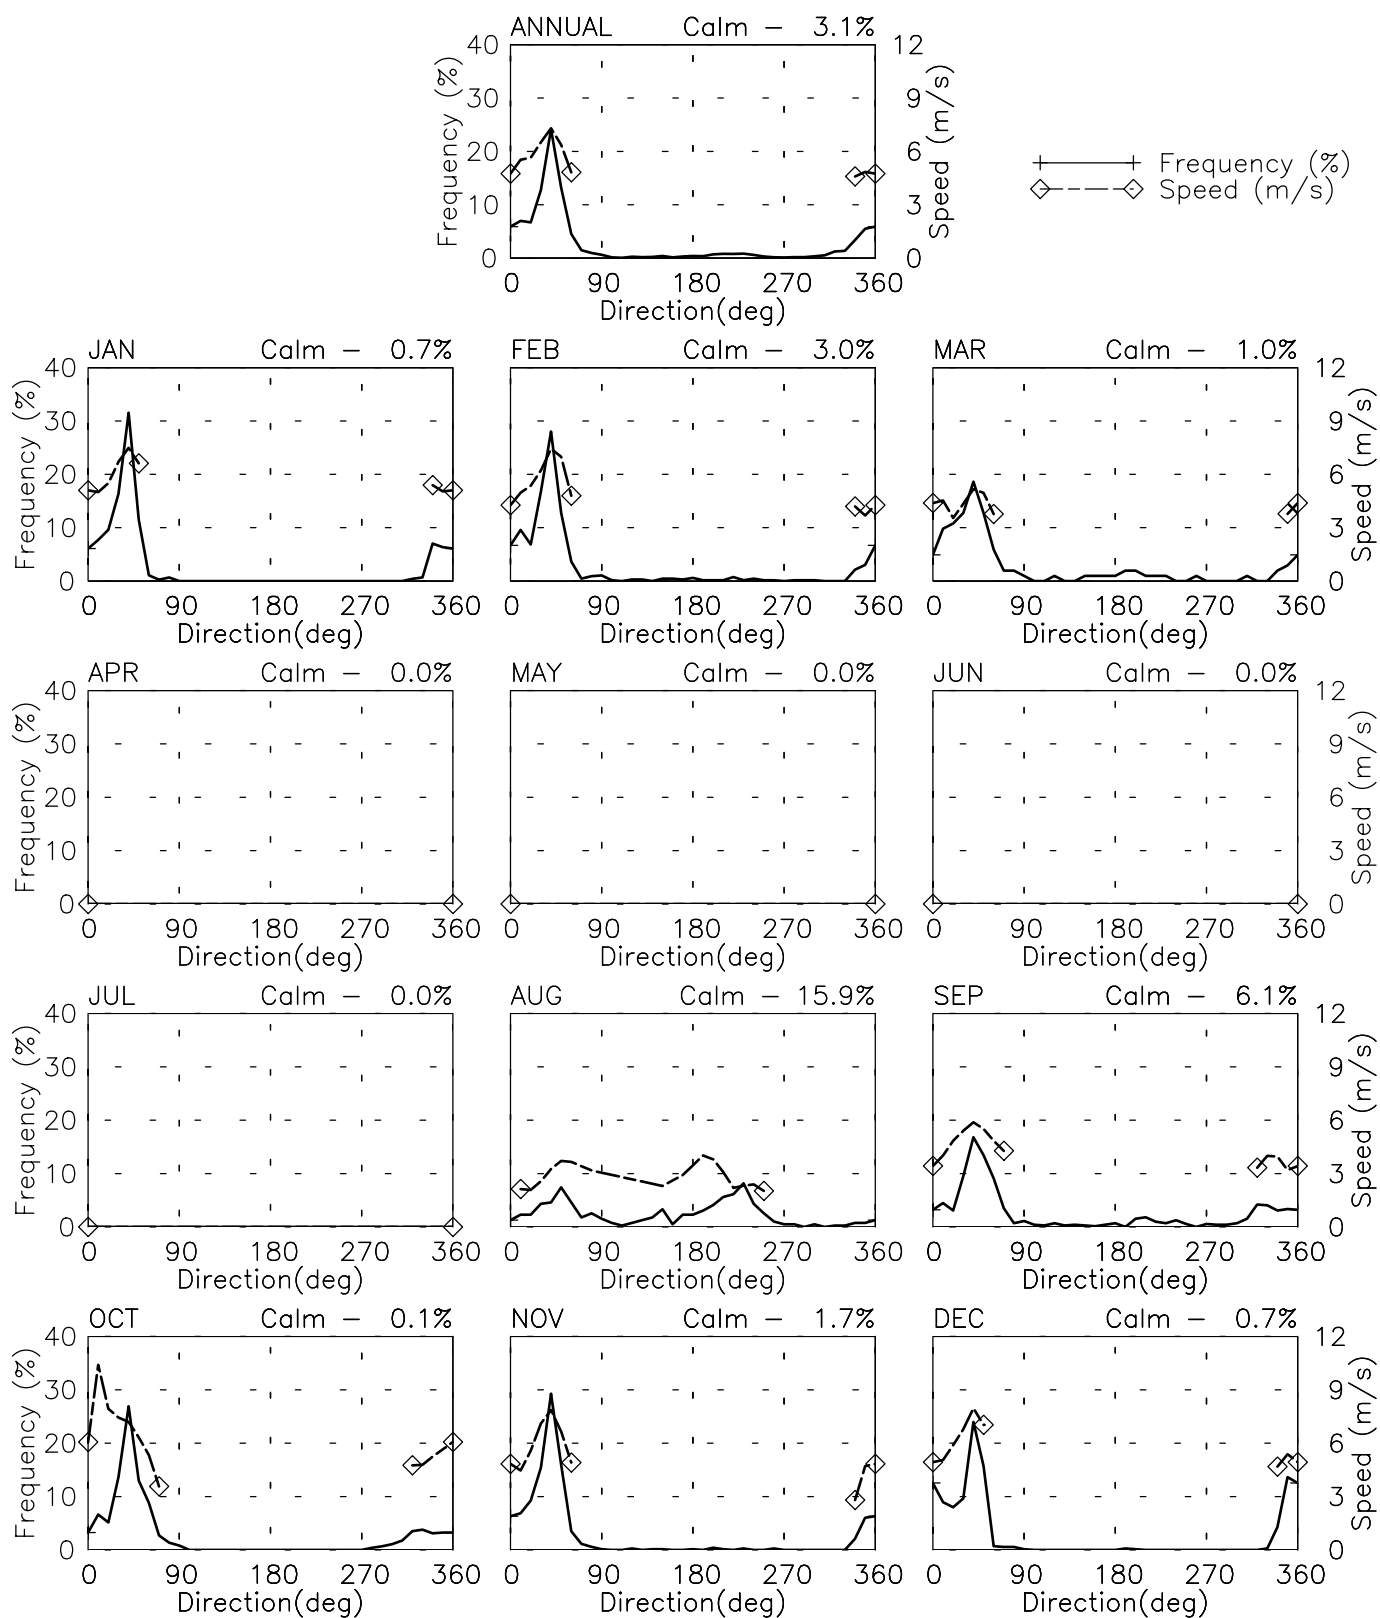 ANNUAL Calm – 3.1%
40 12
30 9
20 6
10 3
0 0
Frequency (%)
Speed (m/s)
0 90 180 270 360
Direction(deg)
Frequency (%)
Speed (m/s)
JAN Calm – 0.7% FEB Calm – 3.0% MAR Calm – 1.0%
40 12
30 9
20 6
10 3
0 0
Frequency (%)
Speed (m/s)
0 90 180 270 360 0 90 180 270 360 0 90 180 270 360
Direction(deg) Direction(deg) Direction(deg)
APR Calm – 0.0% MAY Calm – 0.0% JUN Calm – 0.0%
40 12
30 9
20 6
10 3
0 0
Frequency (%)
Speed (m/s)
0 90 180 270 360 0 90 180 270 360 0 90 180 270 360
Direction(deg) Direction(deg) Direction(deg)
JUL Calm – 0.0% AUG Calm – 15.9% SEP Calm – 6.1%
40 12
30 9
20 6
10 3
0 0
Frequency (%)
Speed (m/s)
0 90 180 270 360 0 90 180 270 360 0 90 180 270 360
Direction(deg) Direction(deg) Direction(deg)
OCT Calm – 0.1% NOV Calm – 1.7% DEC Calm – 0.7%
40 12
30 9
20 6
10 3
0 0
Frequency (%)
Speed (m/s)
0 90 180 270 360 0 90 180 270 360 0 90 180 270 360
Direction(deg) Direction(deg) Direction(deg)